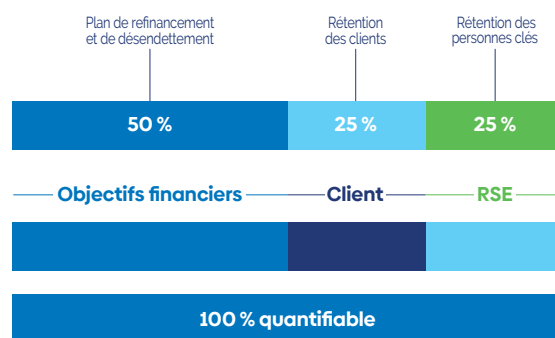 Plan de refinancement
et de désendettement
Rétention
des clients
Rétention des
personnes clés
50 %
25 %
25 %
Objectifs financiers
Client
RSE
100 % quantifiable